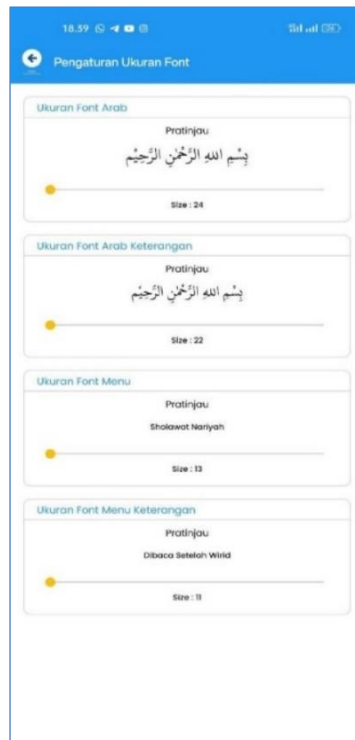 18.59
Pengaturan Ukuran Font
Ukuran Font Arab
Pratinjau
بِسْمِ اللهِ الرَّحْمٰنِ الرَّحِيْمِ
Size : 24
Ukuran Font Arab Keterangan
Pratinjau
بِسْمِ اللهِ الرَّحْمٰنِ الرَّحِيْمِ
Size : 22
Ukuran Font Menu
Pratinjau
Sholawat Nariyah
Size : 13
Ukuran Font Menu Keterangan
Pratinjau
Dibaca Setelah Wirid
Size : 11